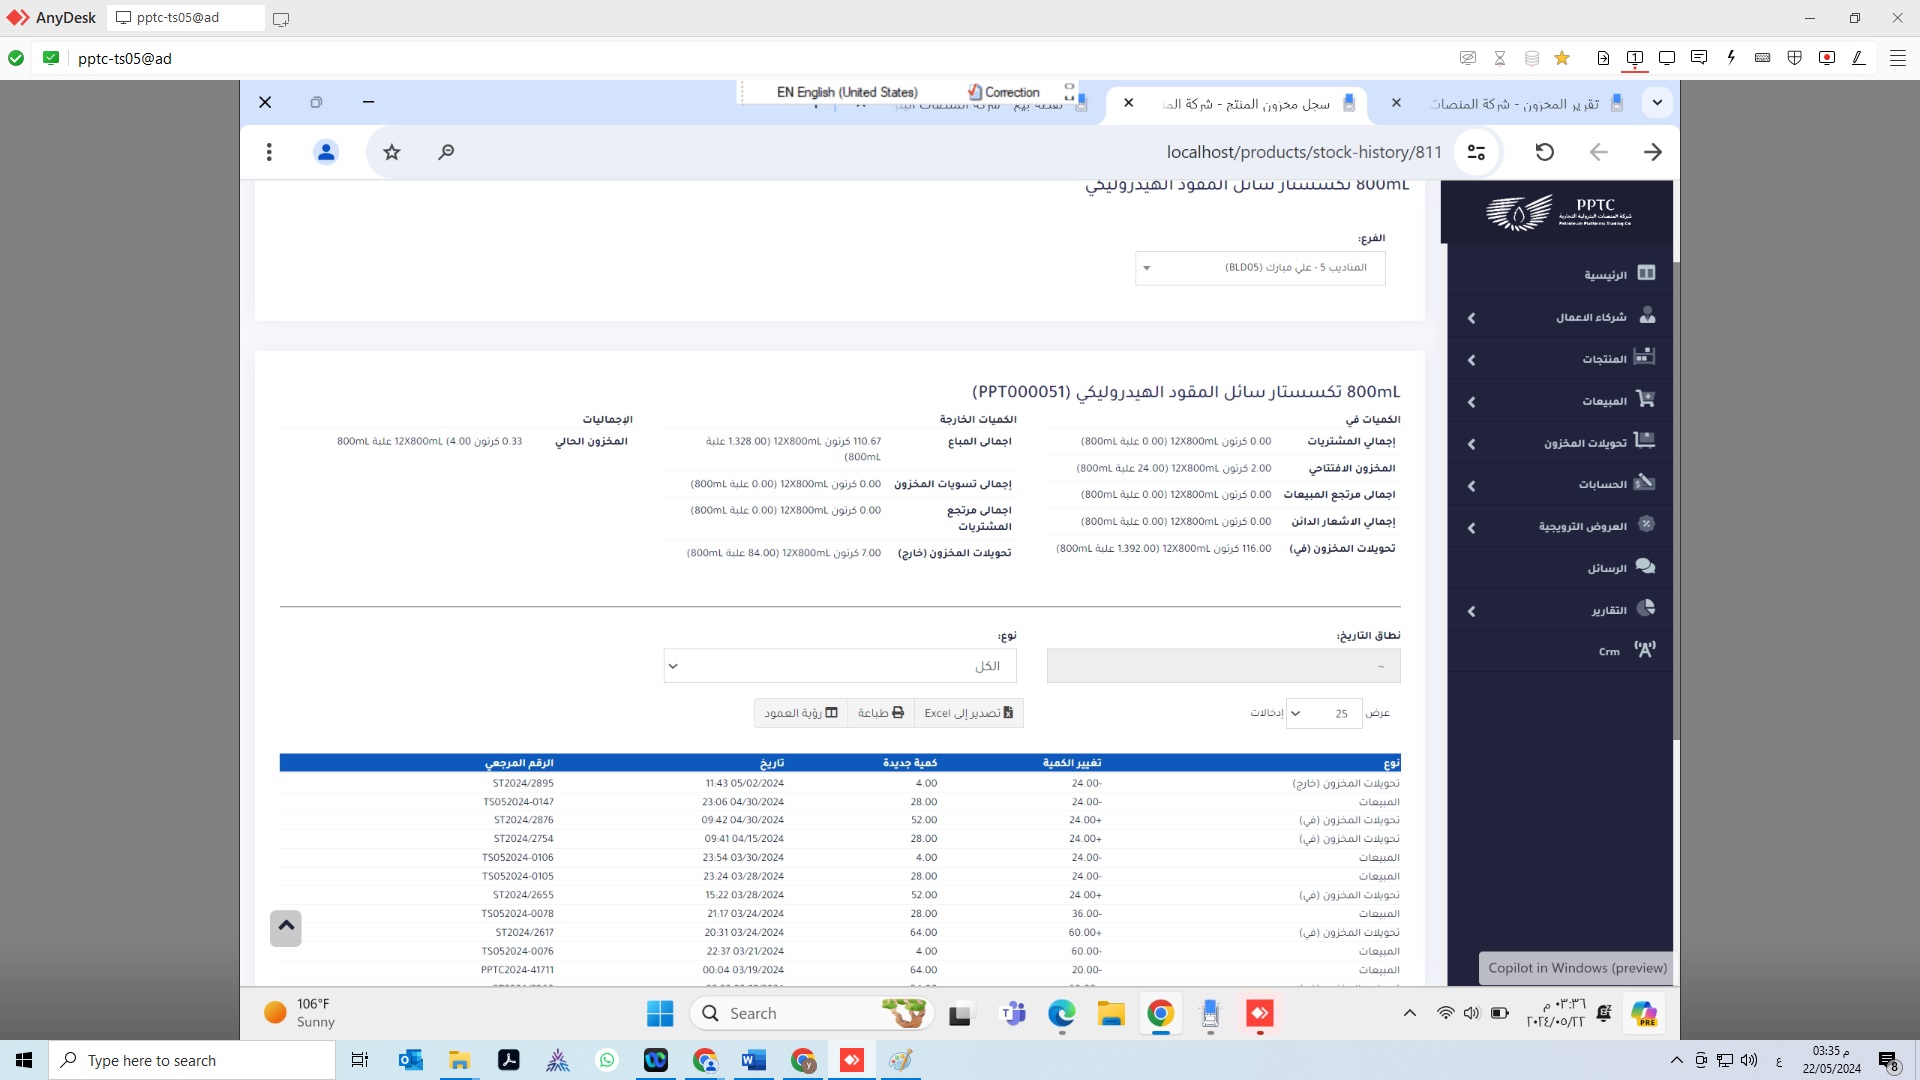 AnyDesk
pptc-ts05@ad
pptc-ts05@ad
EN English (United States)
Correction
تقرير المخزون - شركة المنصات
سجل مخزون المنتج - شركة الما
localhost/products/stock-history/811
PPTC
شركة المنصات البترولية التجارية
Petroleum Platforms Trading Co
الرئيسية
شركاء الاعمال
المنتجات
المبيعات
تحويلات المخزون
الحسابات
العروض الترويجية
الرسائل
التقارير
Crm
800mL تكسستار سائل المقود الهيدروليكي
الفرع:
المناديب 5 - علي مبارك (BLD05)
800mL تكسستار سائل المقود الهيدروليكي (PPT000051)
الكميات في
إجمالي المشتريات 0.00 كرتون 12X800mL (0.00 علبة 800mL)
المخزون الافتتاحي 2.00 كرتون 12X800mL (24.00 علبة 800mL)
اجمالى مرتجع المبيعات 0.00 كرتون 12X800mL (0.00 علبة 800mL)
إجمالي الاشعار الدائن 0.00 كرتون 12X800mL (0.00 علبة 800mL)
تحويلات المخزون (في) 116.00 كرتون 12X800mL (1,392.00 علبة 800mL)
الكميات الخارجة
اجمالى المباع 110.67 كرتون 12X800mL (1,328.00 علبة
800mL)
إجمالى تسويات المخزون 0.00 كرتون 12X800mL (0.00 علبة 800mL)
اجمالى مرتجع المشتريات 0.00 كرتون 12X800mL (0.00 علبة 800mL)
تحويلات المخزون (خارج) 7.00 كرتون 12X800mL (84.00 علبة 800mL)
الإجماليات
المخزون الحالي 0.33 كرتون 12X800mL (4.00 علبة 800mL
نطاق التاريخ:
~
نوع:
الكل
عرض 25 إدخالات
تصدير إلى Excel
طباعة
رؤية العمود
نوع تغيير الكمية كمية جديدة تاريخ الرقم المرجعي
تحويلات المخزون (خارج) 24.00- 4.00 11:43 05/02/2024 ST2024/2895
المبيعات 24.00- 28.00 23:06 04/30/2024 TS052024-0147
تحويلات المخزون (في) 24.00+ 52.00 09:42 04/30/2024 ST2024/2876
تحويلات المخزون (في) 24.00+ 28.00 09:41 04/15/2024 ST2024/2754
المبيعات 24.00- 4.00 23:54 03/30/2024 TS052024-0106
المبيعات 24.00- 28.00 23:24 03/28/2024 TS052024-0105
تحويلات المخزون (في) 24.00+ 52.00 15:22 03/28/2024 ST2024/2655
المبيعات 36.00- 28.00 21:17 03/24/2024 TS052024-0078
تحويلات المخزون (في) 60.00+ 64.00 20:31 03/24/2024 ST2024/2617
المبيعات 60.00- 4.00 22:37 03/21/2024 TS052024-0076
المبيعات 20.00- 64.00 00:04 03/19/2024 PPTC2024-41711
Copilot in Windows (preview)
106°F
Sunny
Search
٠٣:٣٦ م
٢٠٢٤/٠٥/٢٢
PRE
Type here to search
ع
03:35 م
22/05/2024
8